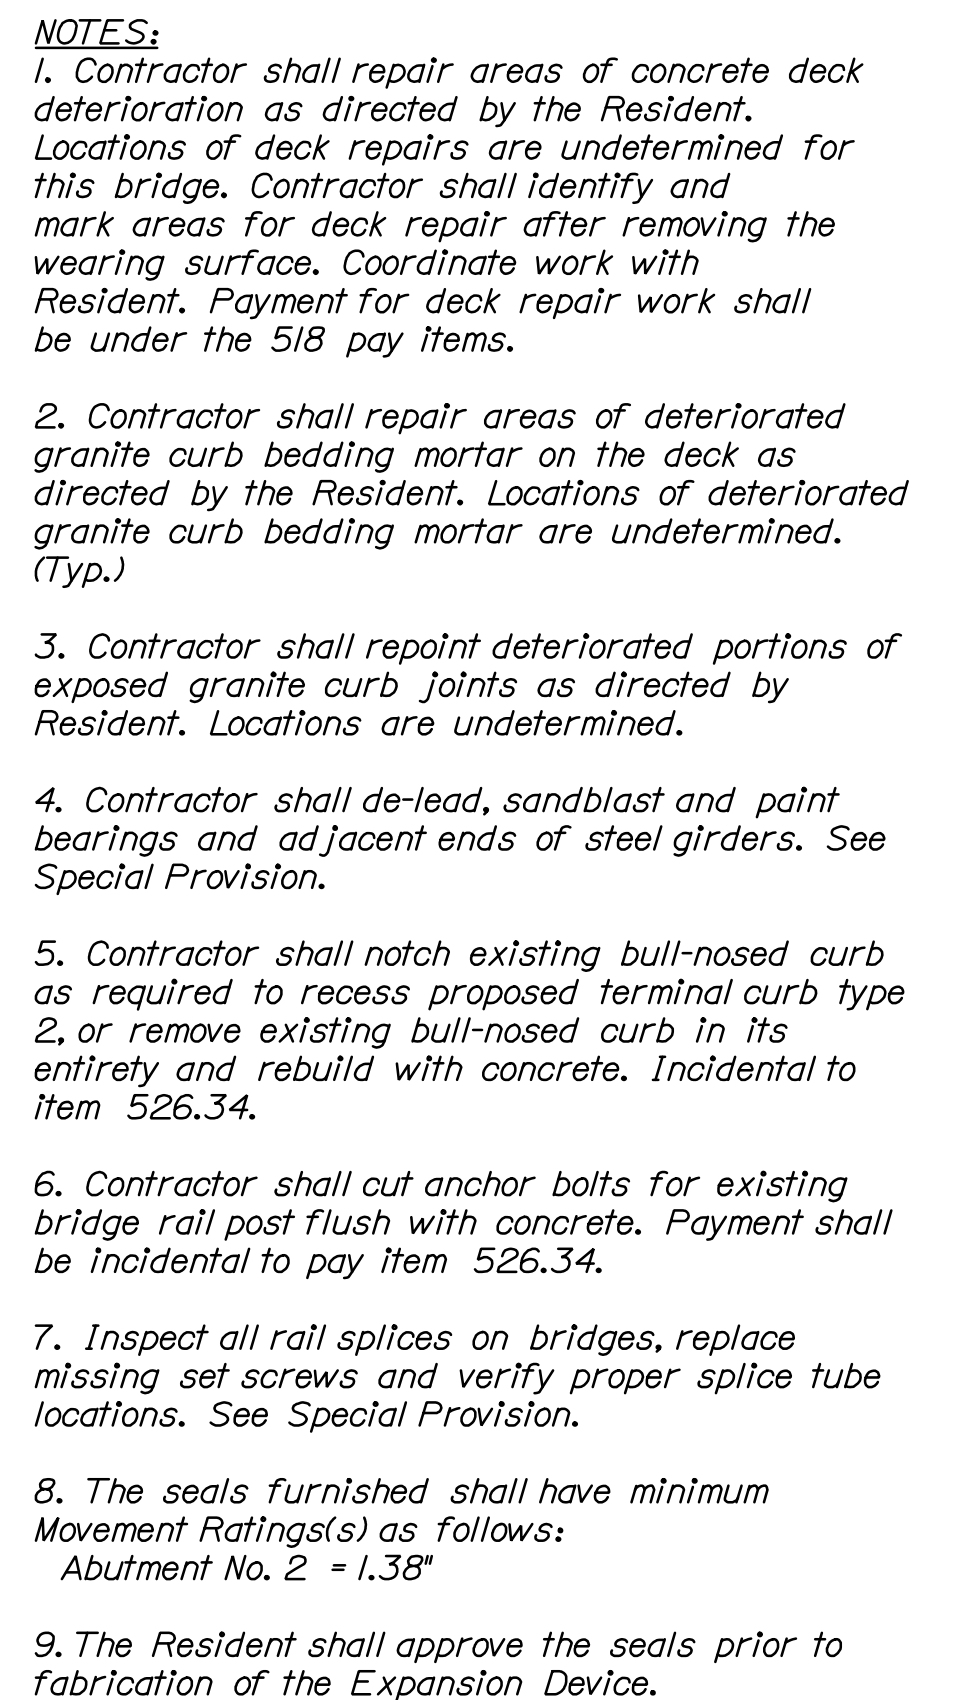 NOTES:
1. Contractor shall repair areas of concrete deck
deterioration as directed by the Resident.
Locations of deck repairs are undetermined for
this bridge. Contractor shall identify and
mark areas for deck repair after removing the
wearing surface. Coordinate work with
Resident. Payment for deck repair work shall
be under the 518 pay items.
2. Contractor shall repair areas of deteriorated
granite curb bedding mortar on the deck as
directed by the Resident. Locations of deteriorated
granite curb bedding mortar are undetermined.
(Typ.)
3. Contractor shall repoint deteriorated portions of
exposed granite curb joints as directed by
Resident. Locations are undetermined.
4. Contractor shall de-lead, sandblast and paint
bearings and adjacent ends of steel girders. See
Special Provision.
5. Contractor shall notch existing bull-nosed curb
as required to recess proposed terminal curb type
2, or remove existing bull-nosed curb in its
entirety and rebuild with concrete. Incidental to
item 526.34.
6. Contractor shall cut anchor bolts for existing
bridge rail post flush with concrete. Payment shall
be incidental to pay item 526.34.
7. Inspect all rail splices on bridges, replace
missing set screws and verify proper splice tube
locations. See Special Provision.
8. The seals furnished shall have minimum
Movement Ratings(s) as follows:
Abutment No. 2 = 1.38"
9. The Resident shall approve the seals prior to
fabrication of the Expansion Device.